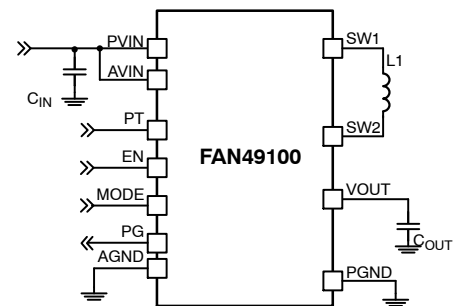 PVIN
AVIN
CIN
PT
EN
MODE
PG
AGND
FAN49100
SW1
L1
SW2
VOUT
COUT
PGND